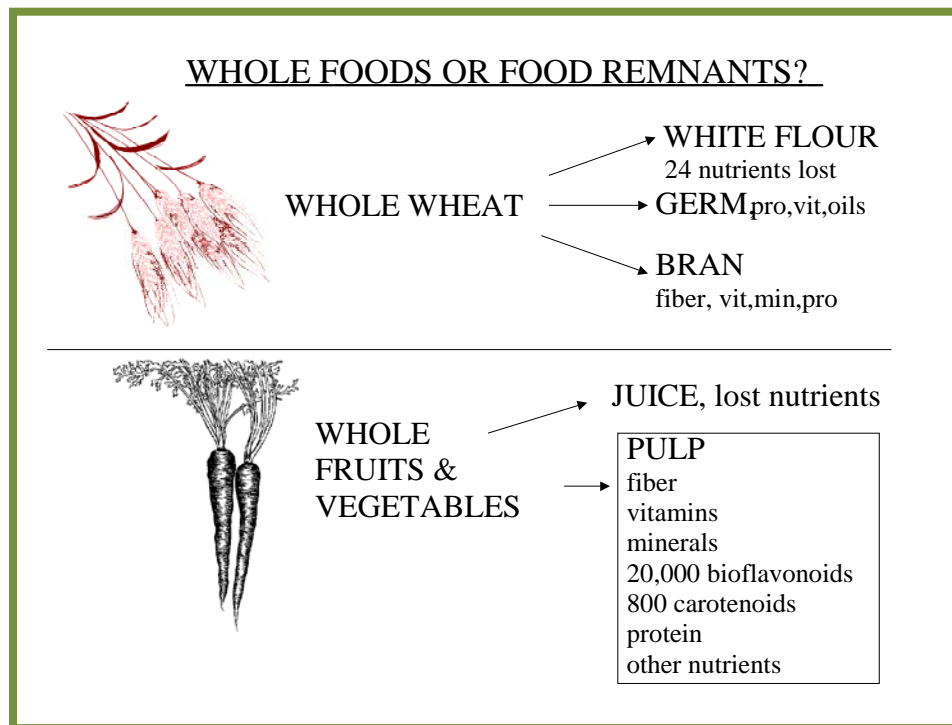 WHOLE FOODS OR FOOD REMNANTS?
WHITE FLOUR
24 nutrients lost
WHOLE WHEAT
GERM,pro,vit,oils
BRAN
fiber, vit,min,pro
JUICE, lost nutrients
WHOLE
FRUITS &
VEGETABLES
PULP
fiber
vitamins
minerals
20,000 bioflavonoids
800 carotenoids
protein
other nutrients